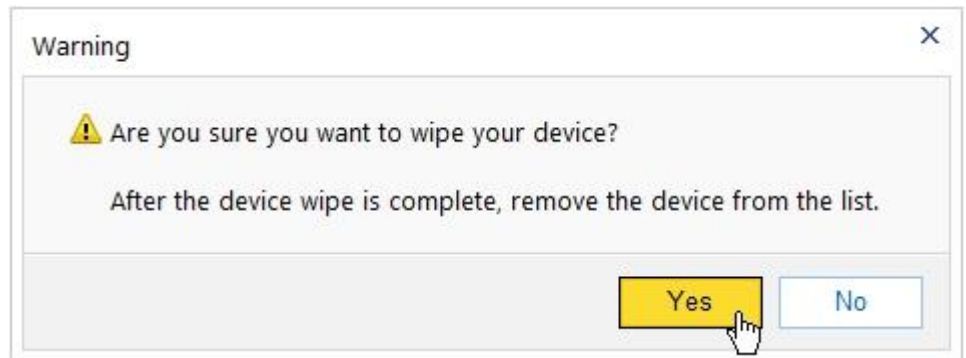 Warning
Are you sure you want to wipe your device?
After the device wipe is complete, remove the device from the list.
Yes No